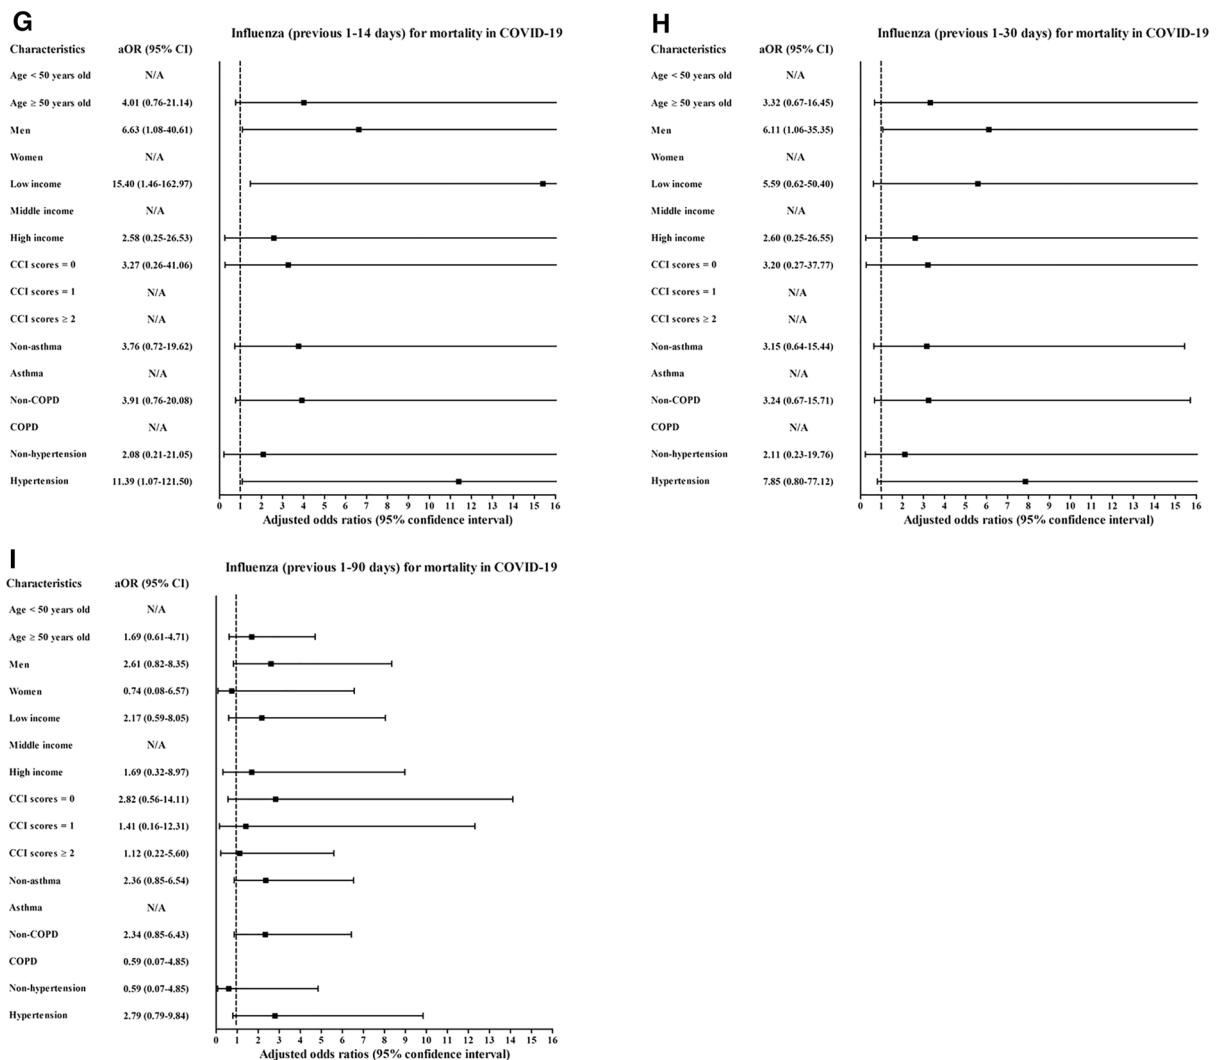 G
Influenza (previous 1-14 days) for mortality in COVID-19
Characteristics aOR (95% CI)
Age < 50 years old N/A
Age ≥ 50 years old 4.01 (0.76-21.14)
Men 6.63 (1.08-40.61)
Women N/A
Low income 15.40 (1.46-162.97)
Middle income N/A
High income 2.58 (0.25-26.53)
CCI scores = 0 3.27 (0.26-41.06)
CCI scores = 1 N/A
CCI scores ≥ 2 N/A
Non-asthma 3.76 (0.72-19.62)
Asthma N/A
Non-COPD 3.91 (0.76-20.08)
COPD N/A
Non-hypertension 2.08 (0.21-21.05)
Hypertension 11.39 (1.07-121.50)
0 1 2 3 4 5 6 7 8 9 10 11 12 13 14 15 16
Adjusted odds ratios (95% confidence interval)
H
Influenza (previous 1-30 days) for mortality in COVID-19
Characteristics aOR (95% CI)
Age < 50 years old N/A
Age ≥ 50 years old 3.32 (0.67-16.45)
Men 6.11 (1.06-35.35)
Women N/A
Low income 5.59 (0.62-50.40)
Middle income N/A
High income 2.60 (0.25-26.55)
CCI scores = 0 3.20 (0.27-37.77)
CCI scores = 1 N/A
CCI scores ≥ 2 N/A
Non-asthma 3.15 (0.64-15.44)
Asthma N/A
Non-COPD 3.24 (0.67-15.71)
COPD N/A
Non-hypertension 2.11 (0.23-19.76)
Hypertension 7.85 (0.80-77.12)
0 1 2 3 4 5 6 7 8 9 10 11 12 13 14 15 16
Adjusted odds ratios (95% confidence interval)
I
Influenza (previous 1-90 days) for mortality in COVID-19
Characteristics aOR (95% CI)
Age < 50 years old N/A
Age ≥ 50 years old 1.69 (0.61-4.71)
Men 2.61 (0.82-8.35)
Women 0.74 (0.08-6.57)
Low income 2.17 (0.59-8.05)
Middle income N/A
High income 1.69 (0.32-8.97)
CCI scores = 0 2.82 (0.56-14.11)
CCI scores = 1 1.41 (0.16-12.31)
CCI scores ≥ 2 1.12 (0.22-5.60)
Non-asthma 2.36 (0.85-6.54)
Asthma N/A
Non-COPD 2.34 (0.85-6.43)
COPD 0.59 (0.07-4.85)
Non-hypertension 0.59 (0.07-4.85)
Hypertension 2.79 (0.79-9.84)
0 1 2 3 4 5 6 7 8 9 10 11 12 13 14 15 16
Adjusted odds ratios (95% confidence interval)